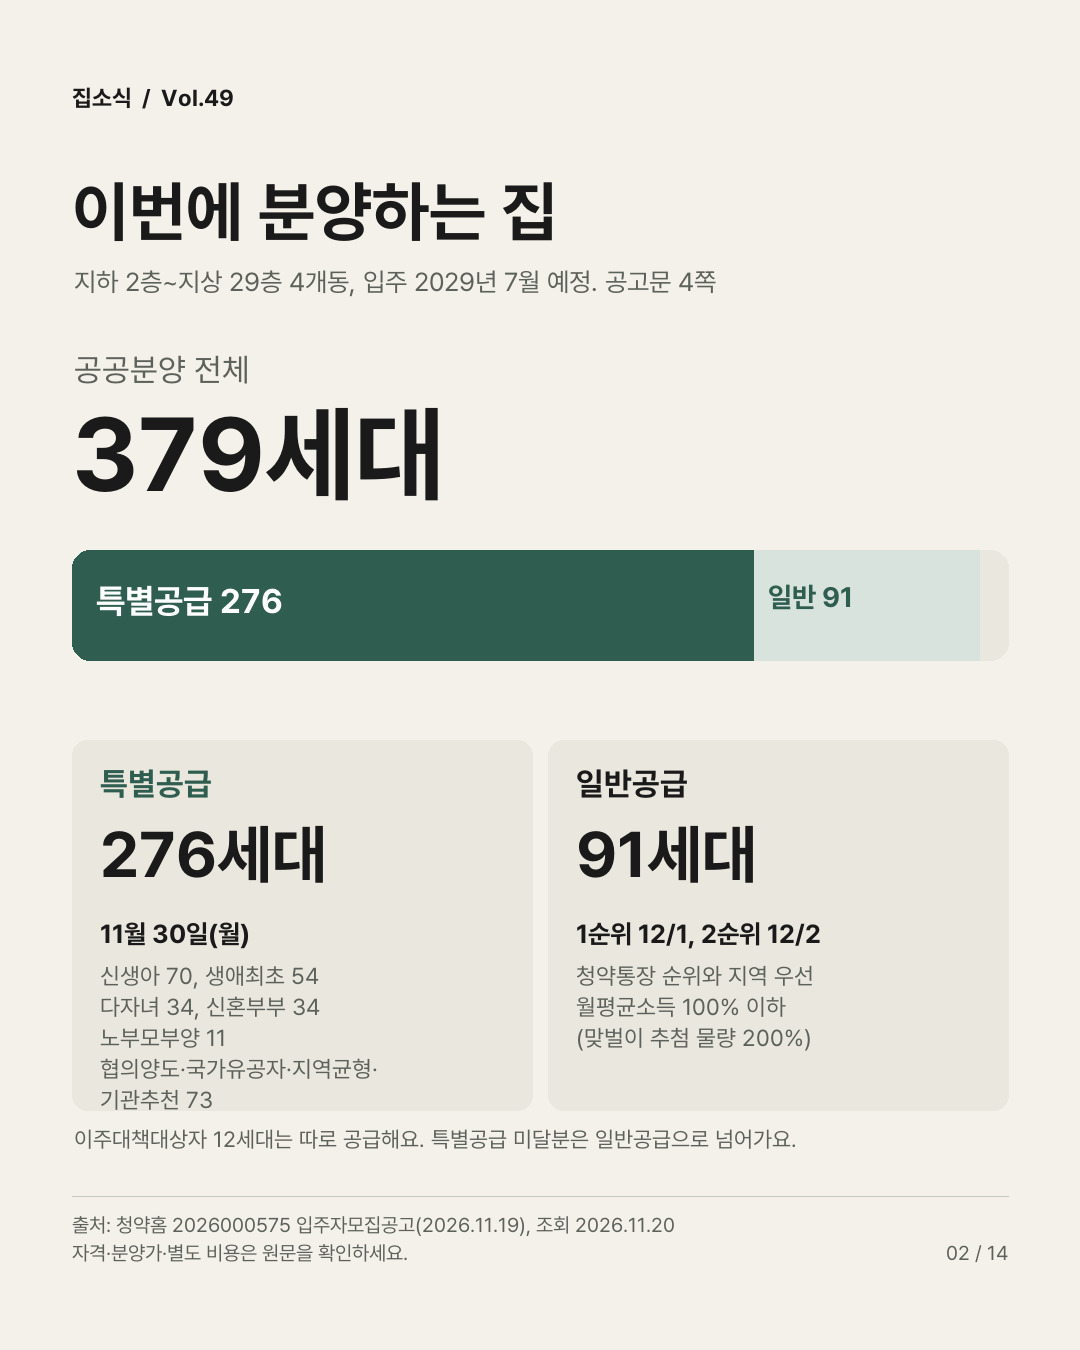 집소식 / Vol.49
이번에 분양하는 집
지하 2층~지상 29층 4개동, 입주 2029년 7월 예정. 공고문 4쪽
공공분양 전체
379세대
특별공급 276
일반 91
특별공급
276세대
11월 30일(월)
신생아 70, 생애최초 54
다자녀 34, 신혼부부 34
노부모부양 11
협의양도·국가유공자·지역균형·
기관추천 73
일반공급
91세대
1순위 12/1, 2순위 12/2
청약통장 순위와 지역 우선
월평균소득 100% 이하
(맞벌이 추첨 물량 200%)
이주대책대상자 12세대는 따로 공급해요. 특별공급 미달분은 일반공급으로 넘어가요.
출처: 청약홈 2026000575 입주자모집공고(2026.11.19), 조회 2026.11.20
자격·분양가·별도 비용은 원문을 확인하세요.
02 / 14